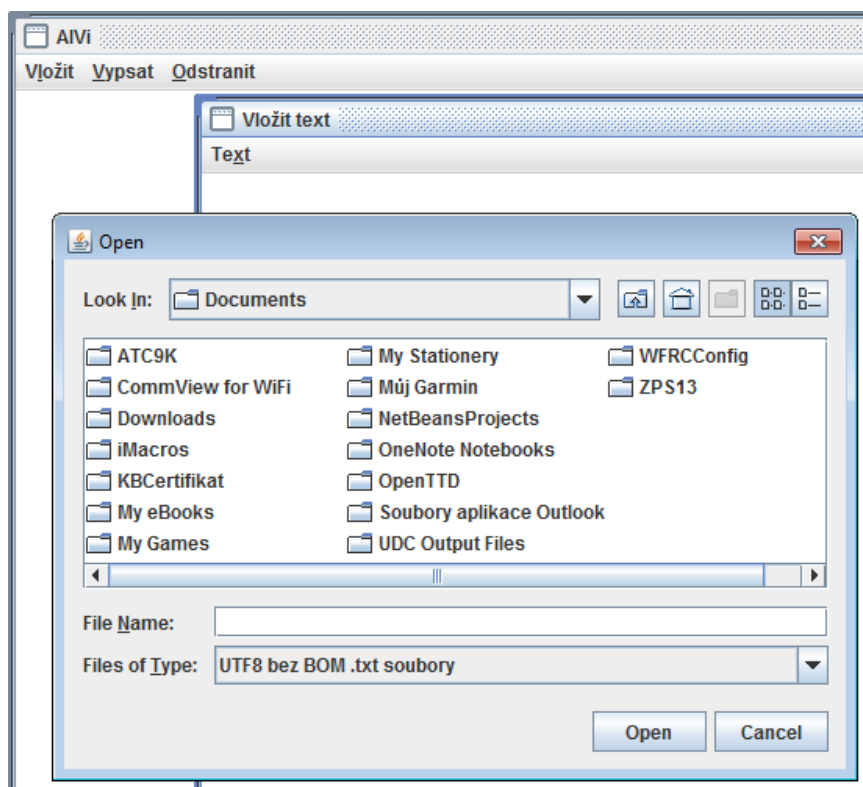 AlVi
Vložit Vypsat Odstranit
Vložit text
Text
Open
Look In: Documents
ATC9K My Stationery WFRCConfig
CommView for WiFi Můj Garmin ZPS13
Downloads NetBeansProjects
iMacros OneNote Notebooks
KBCertifikat OpenTTD
My eBooks Soubory aplikace Outlook
My Games UDC Output Files
File Name:
Files of Type: UTF8 bez BOM .txt soubory
Open Cancel